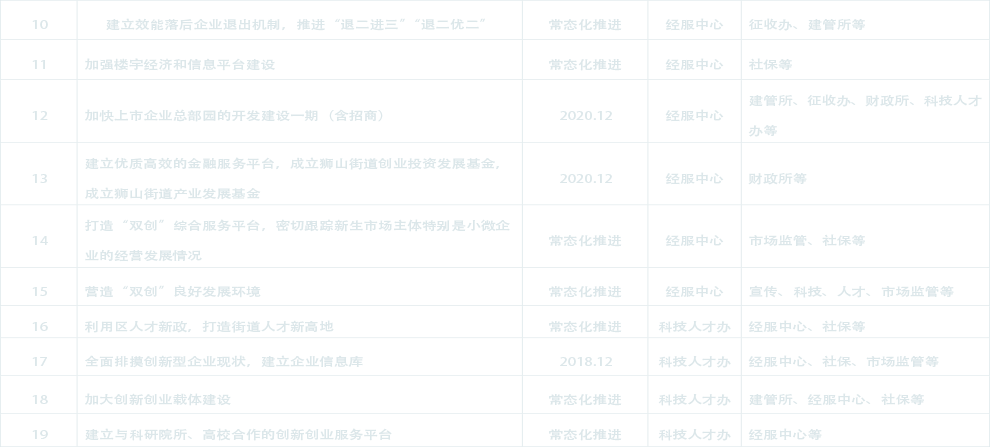 10 建立效能落后企业退出机制，推进“退二进三”“退二优二” 常态化推进 经服中心 征收办、建管所等
11 加强楼宇经济和信息平台建设 常态化推进 经服中心 社保等
12 加快上市企业总部园的开发建设一期（含招商） 2020.12 经服中心 建管所、征收办、财政所、科技人才
办等
13 建立优质高效的金融服务平台，成立狮山街道创业投资发展基金，
成立狮山街道产业发展基金 2020.12 经服中心 财政所等
14 打造“双创”综合服务平台，密切跟踪新生市场主体特别是小微企
业的经营发展情况 常态化推进 经服中心 市场监管、社保等
15 营造“双创”良好发展环境 常态化推进 经服中心 宣传、科技、人才、市场监管等
16 利用区人才新政，打造街道人才新高地 常态化推进 科技人才办 经服中心、社保等
17 全面排摸创新型企业现状，建立企业信息库 2018.12 科技人才办 经服中心、社保、市场监管等
18 加大创新创业载体建设 常态化推进 科技人才办 建管所、经服中心、社保等
19 建立与科研院所、高校合作的创新创业服务平台 常态化推进 科技人才办 经服中心等